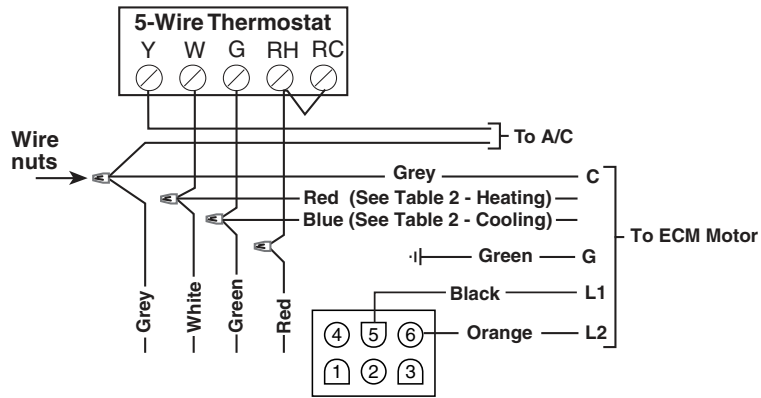 5-Wire Thermostat
Y W G RH RC
Wire
nuts
To A/C
Grey C
Red (See Table 2 - Heating)
Blue (See Table 2 - Cooling)
To ECM Motor
Green G
Black L1
Orange L2
Grey
White
Green
Red
4 5 6
1 2 3